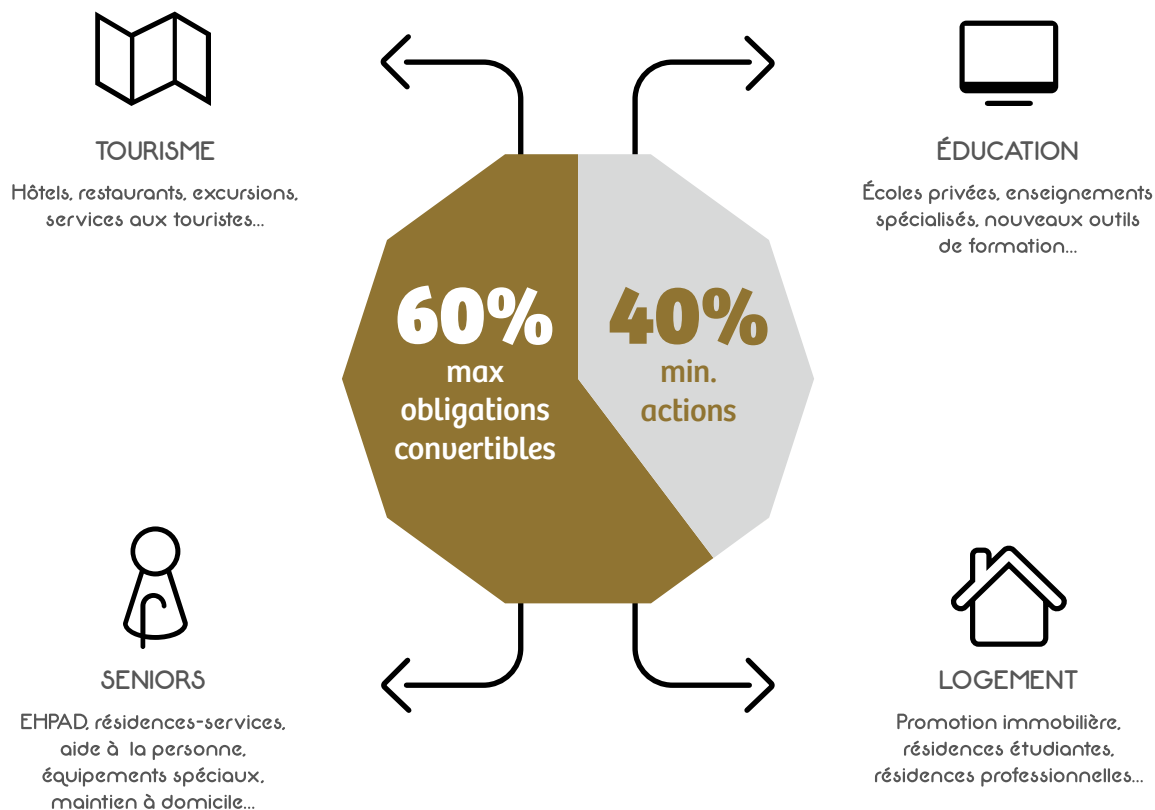 TOURISME
Hôtels, restaurants, excursions,
services aux touristes...
ÉDUCATION
Écoles privées, enseignements
spécialisés, nouveaux outils
de formation...
60%
max
obligations
convertibles
40%
min.
actions
SENIORS
EHPAD, résidences-services,
aide à la personne,
équipements spéciaux,
maintien à domicile...
LOGEMENT
Promotion immobilière,
résidences étudiantes,
résidences professionnelles...